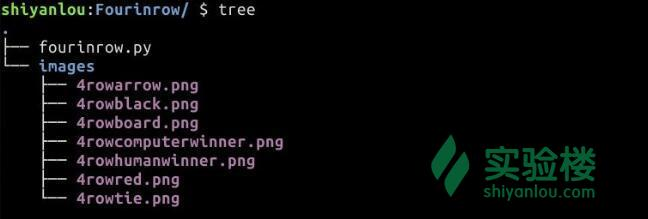 shiyanlou:Fourinrow/ $ tree
.
├── fourinrow.py
└── images
    ├── 4rowarrow.png
    ├── 4rowblack.png
    ├── 4rowboard.png
    ├── 4rowcomputerwinner.png
    ├── 4rowhumanwinner.png
    ├── 4rowred.png
    └── 4rowtie.png
实验楼
shiyanlou.com